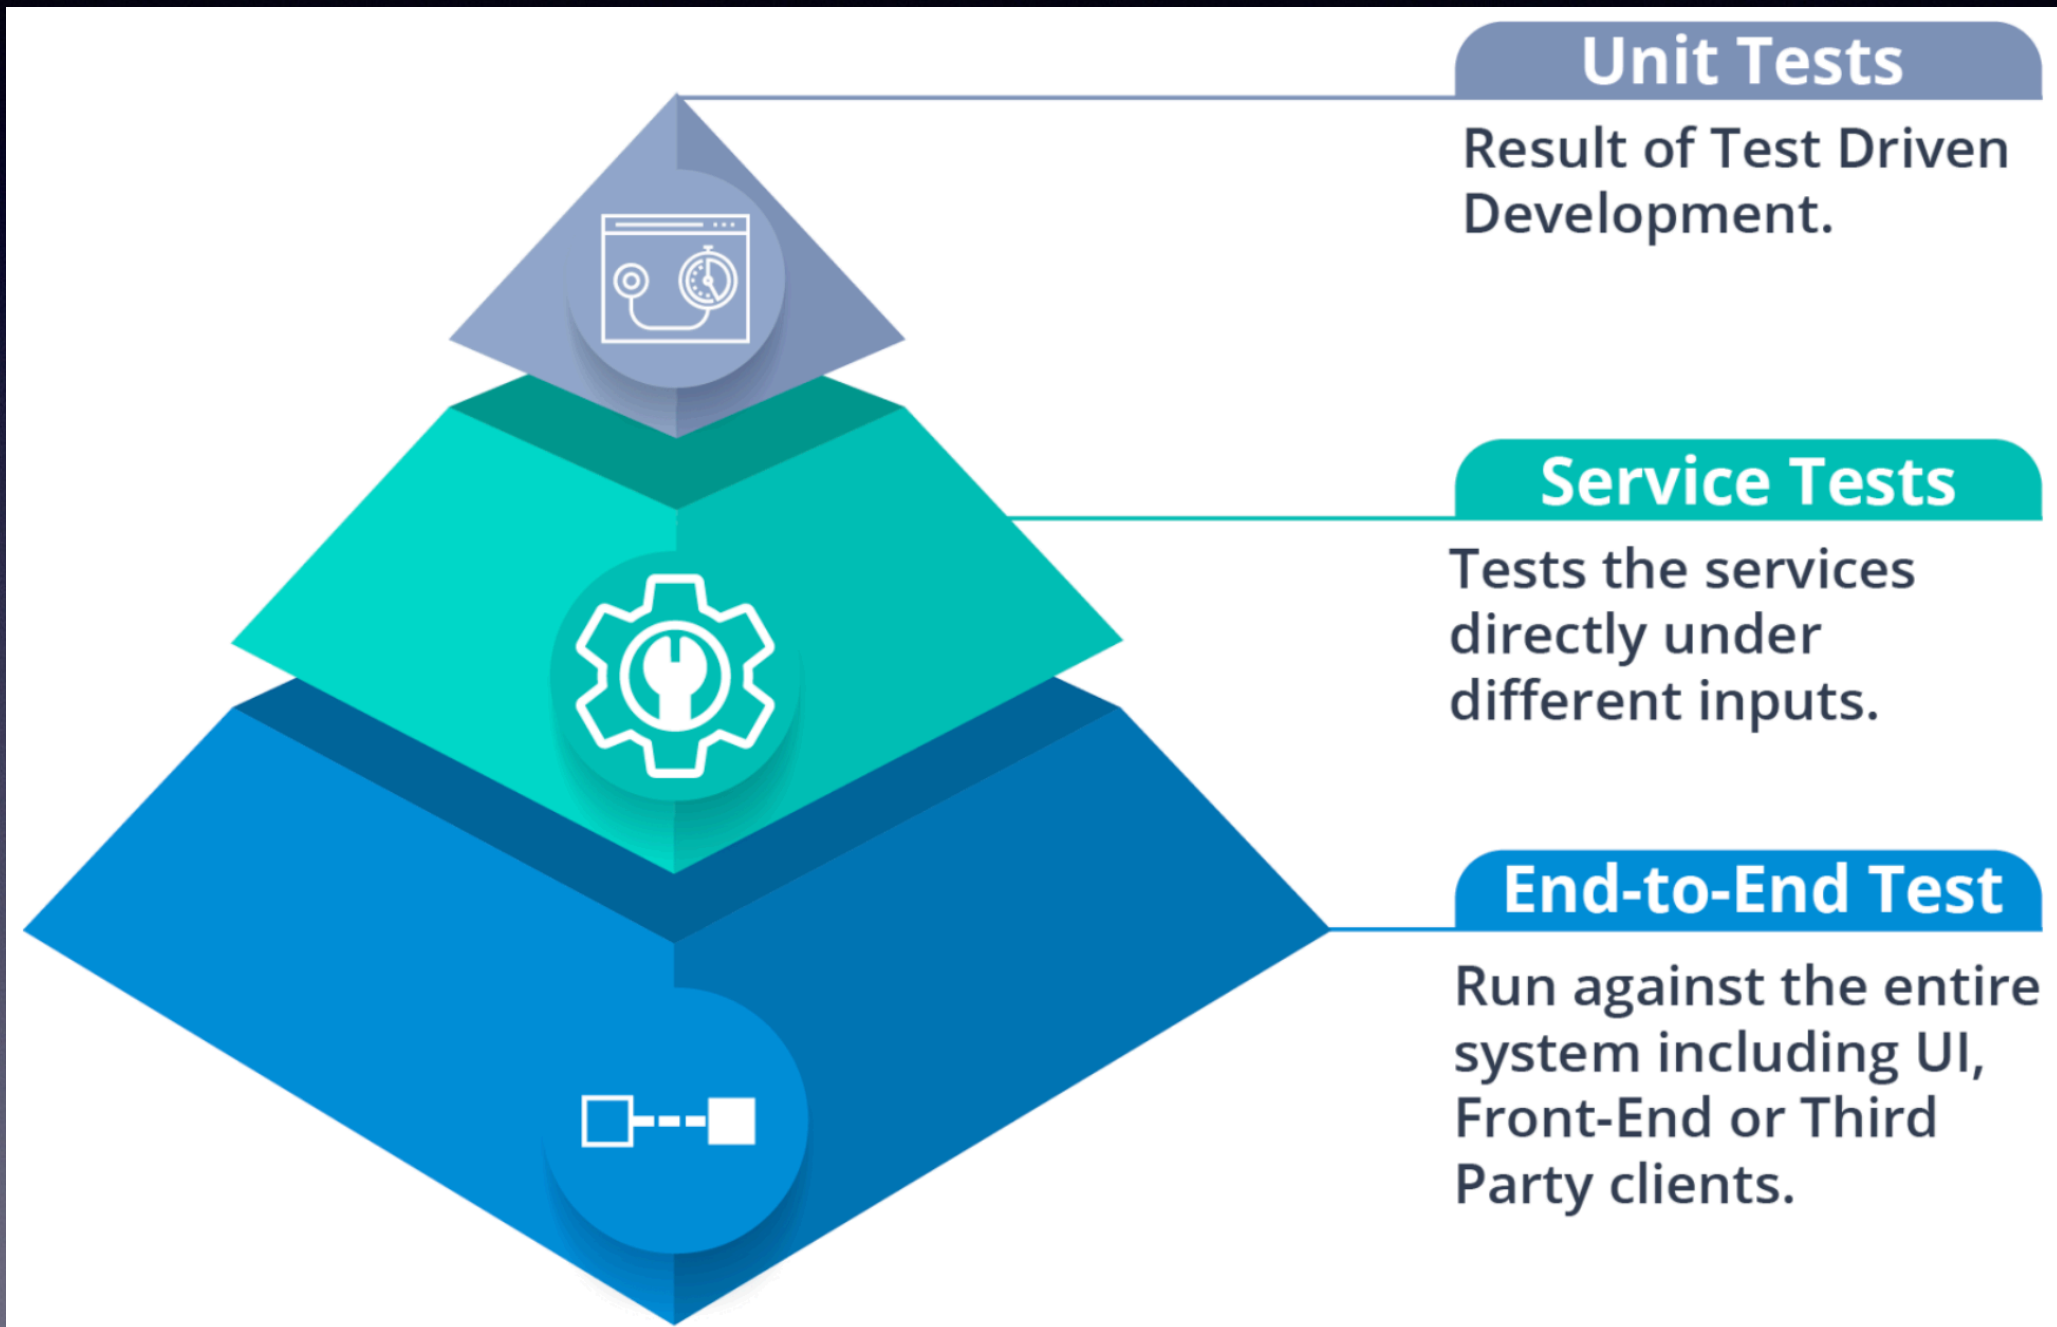 Unit Tests
Result of Test Driven
Development.
Service Tests
Tests the services
directly under
different inputs.
End-to-End Test
Run against the entire
system including UI,
Front-End or Third
Party clients.